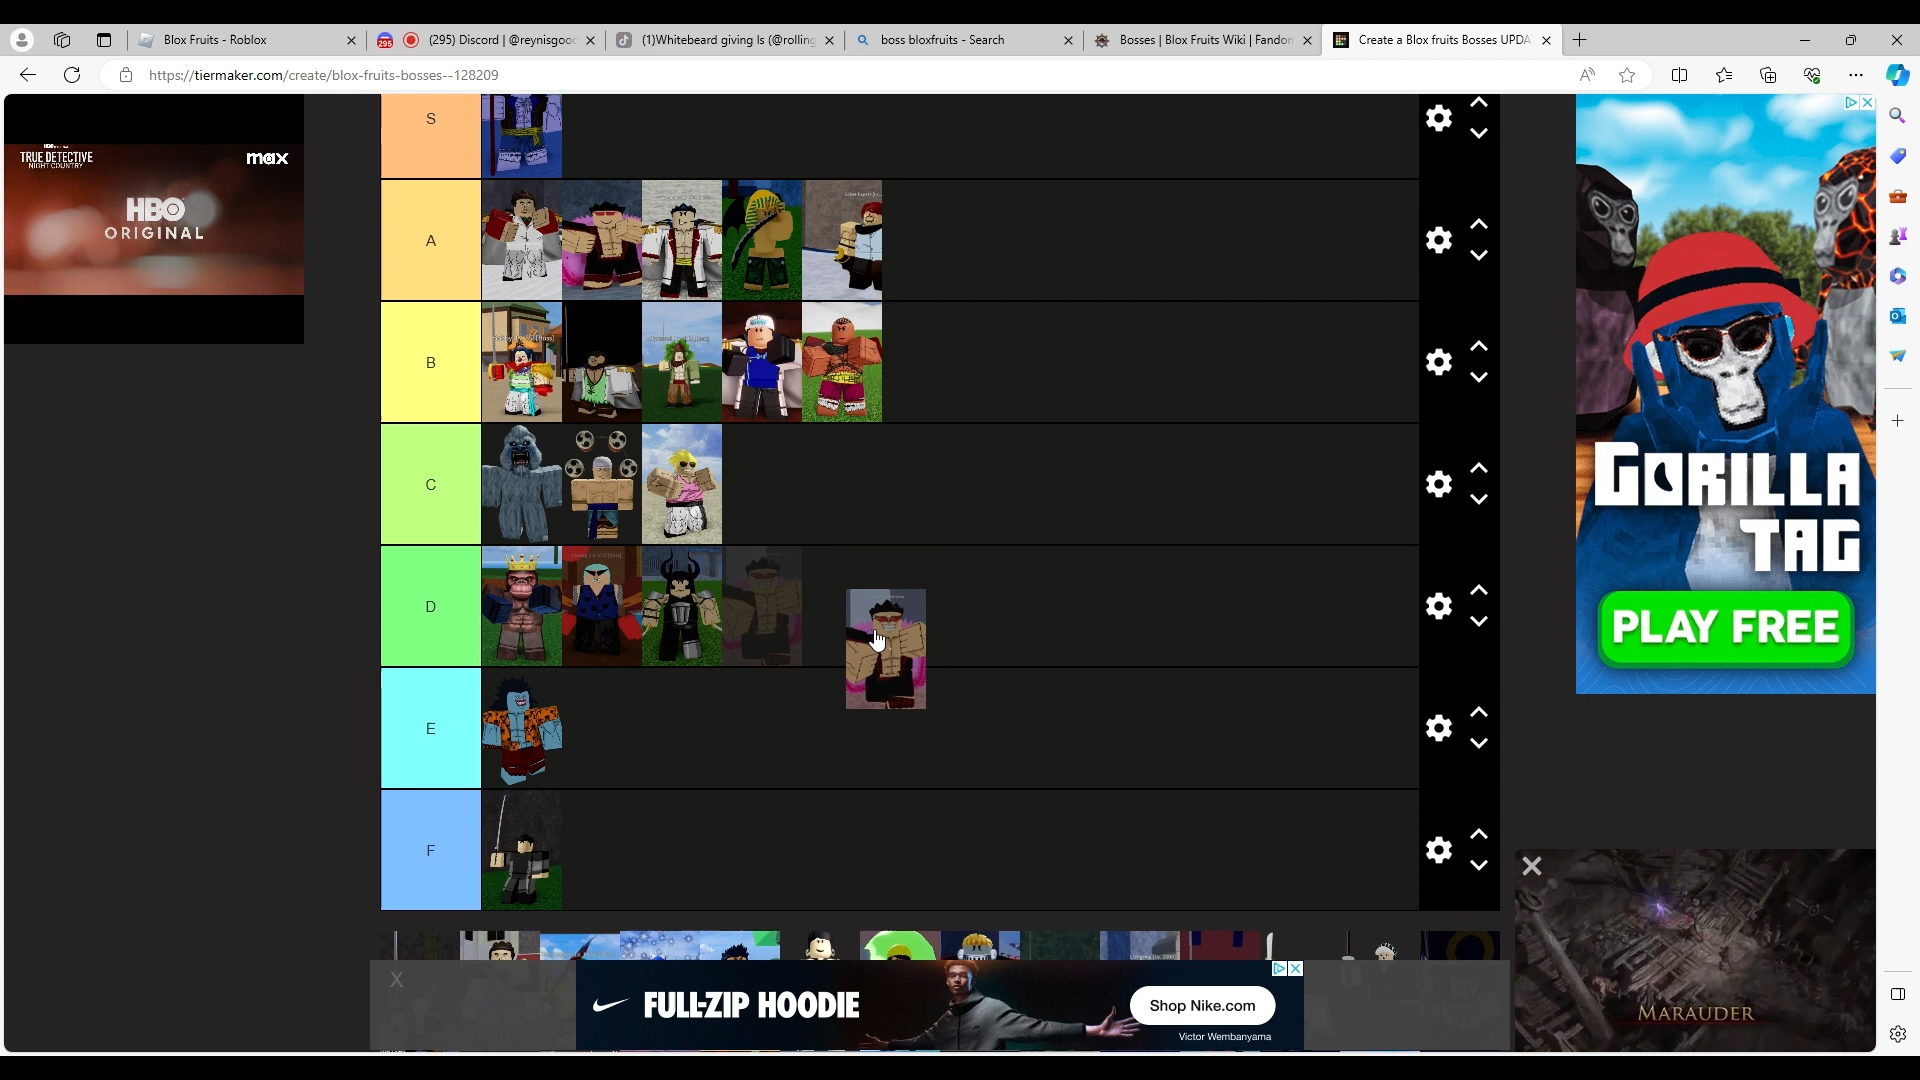 Blox Fruits - Roblox
295
(295) Discord | @reynisgood
(1)Whitebeard giving ls (@rolling
boss bloxfruits - Search
Bosses | Blox Fruits Wiki | Fandom
Create a Blox fruits Bosses UPDA
https://tiermaker.com/create/blox-fruits-bosses--128209
TRUE DETECTIVE
NIGHT COUNTRY
max
HBO
ORIGINAL
S
A
B
C
D
E
F
GORILLA
TAG
PLAY FREE
X
FULL-ZIP HOODIE
Shop Nike.com
Victor Wembanyama
MARAUDER